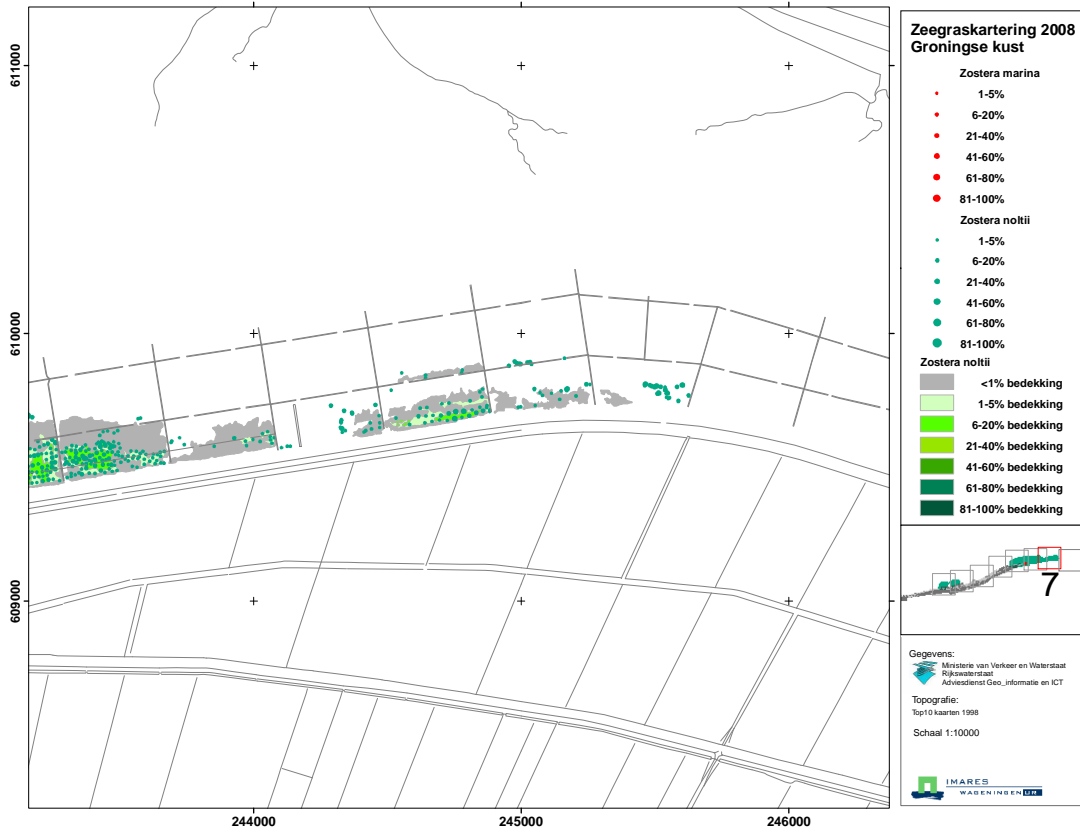 Zeegraskartering 2008
Groningse kust
Zostera marina
1-5%
6-20%
21-40%
41-60%
61-80%
81-100%
Zostera noltii
1-5%
6-20%
21-40%
41-60%
61-80%
81-100%
Zostera noltii
<1% bedekking
1-5% bedekking
6-20% bedekking
21-40% bedekking
41-60% bedekking
61-80% bedekking
81-100% bedekking
7
Gegevens:
Ministerie van Verkeer en Waterstaat
Rijkswaterstaat
Adviesdienst Geo_informatie en ICT
Topografie:
Top10 kaarten 1998
Schaal 1:10000
IMARES
WAGENINGEN UR
611000
610000
609000
244000
245000
246000